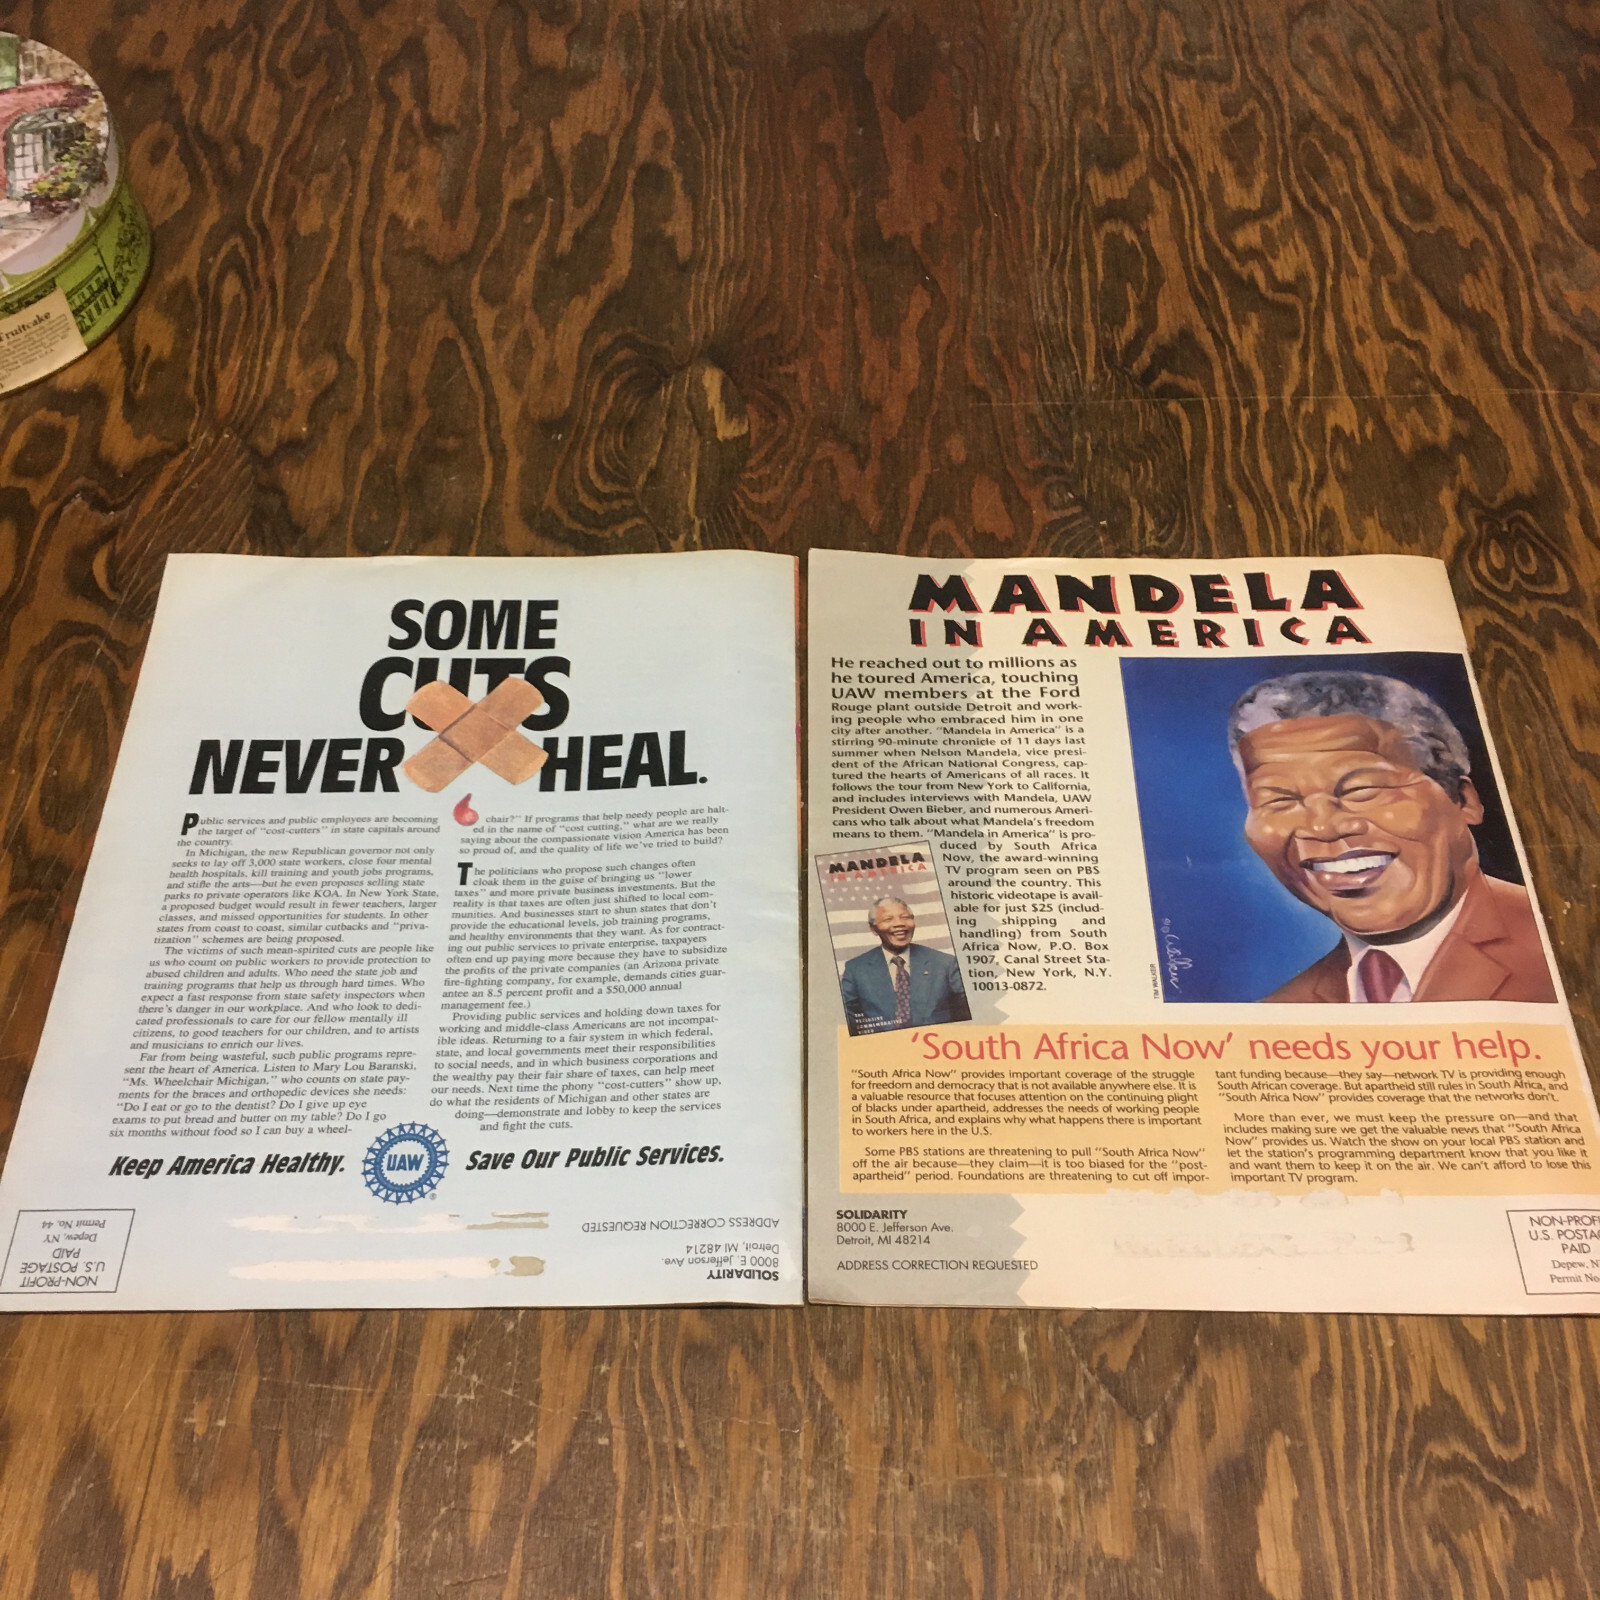 Fruitcake
SOME
CUTS
NEVER HEAL.
Public services and public employees are becoming
the target of "cost-cutters" in state capitals around
the country.
In Michigan, the new Republican governor not only
seeks to lay off 3,000 state workers, close four mental
health hospitals, kill training and youth jobs programs,
and stifle the arts—but he even proposes selling state
parks to private operators like KOA. In New York State,
a proposed budget would result in fewer teachers, larger
classes, and missed opportunities for students. In other
states from coast to coast, similar cutbacks and "priva-
tization" schemes are being proposed.
The victims of such mean-spirited cuts are people like
us who count on public workers to provide protection to
abused children and adults. Who need the state job and
training programs that help us through hard times. Who
expect a fast response from state safety inspectors when
there's danger in our workplace. And who look to dedi-
cated professionals to care for our fellow mentally ill
citizens, to good teachers for our children, and to artists
and musicians to enrich our lives.
Far from being wasteful, such public programs repre-
sent the heart of America. Listen to Mary Lou Baranski,
"Ms. Wheelchair Michigan," who counts on state pay-
ments for the braces and orthopedic devices she needs:
"Do I eat or go to the dentist? Do I give up eye
exams to put bread and butter on my table? Do I go
six months without food so I can buy a wheel-
chair?" If programs that help needy people are halt-
ed in the name of "cost cutting," what are we really
saying about the compassionate vision America has been
so proud of, and the quality of life we've tried to build?
The politicians who propose such changes often
cloak them in the guise of bringing us "lower
taxes" and more private business investments. But the
reality is that taxes are often just shifted to local com-
munities. And businesses start to shun states that don't
provide the educational levels, job training programs,
and healthy environments that they want. As for contract-
ing out public services to private enterprise, taxpayers
often end up paying more because they have to subsidize
the profits of the private companies (an Arizona private
fire-fighting company, for example, demands cities guar-
antee an 8.5 percent profit and a $50,000 annual
management fee.)
Providing public services and holding down taxes for
working and middle-class Americans are not incompat-
ible ideas. Returning to a fair system in which federal,
state, and local governments meet their responsibilities
to social needs, and in which business corporations and
the wealthy pay their fair share of taxes, can help meet
our needs. Next time the phony "cost-cutters" show up,
do what the residents of Michigan and other states are
doing—demonstrate and lobby to keep the services
and fight the cuts.
Keep America Healthy. UAW ® Save Our Public Services.
SOLIDARITY
8000 E. Jefferson Ave.
Detroit, MI 48214
ADDRESS CORRECTION REQUESTED
NON-PROFIT
U.S. POSTAGE
PAID
Depew, NY
Permit No. 44
MANDELA
IN AMERICA
He reached out to millions as
he toured America, touching
UAW members at the Ford
Rouge plant outside Detroit and work-
ing people who embraced him in one
city after another. "Mandela in America" is a
stirring 90-minute chronicle of 11 days last
summer when Nelson Mandela, vice presi-
dent of the African National Congress, cap-
tured the hearts of Americans of all races. It
follows the tour from New York to California,
and includes interviews with Mandela, UAW
President Owen Bieber, and numerous Ameri-
cans who talk about what Mandela's freedom
means to them. "Mandela in America" is pro-
duced by South Africa
Now, the award-winning
TV program seen on PBS
around the country. This
historic videotape is avail-
able for just $25 (includ-
ing shipping and
handling) from South
Africa Now, P.O. Box
1907, Canal Street Sta-
tion, New York, N.Y.
10013-0872.
MANDELA
IN AMERICA
THE
OFFICIAL
COMMEMORATIVE
VIDEO
Walker
TIM WALKER
'South Africa Now' needs your help.
"South Africa Now" provides important coverage of the struggle
for freedom and democracy that is not available anywhere else. It is
a valuable resource that focuses attention on the continuing plight
of blacks under apartheid, addresses the needs of working people
in South Africa, and explains why what happens there is important
to workers here in the U.S.
Some PBS stations are threatening to pull "South Africa Now"
off the air because—they claim—it is too biased for the "post-
apartheid" period. Foundations are threatening to cut off impor-
tant funding because—they say—network TV is providing enough
South African coverage. But apartheid still rules in South Africa, and
"South Africa Now" provides coverage that the networks don't.
More than ever, we must keep the pressure on—and that
includes making sure we get the valuable news that "South Africa
Now" provides us. Watch the show on your local PBS station and
let the station's programming department know that you like it
and want them to keep it on the air. We can't afford to lose this
important TV program.
SOLIDARITY
8000 E. Jefferson Ave.
Detroit, MI 48214
ADDRESS CORRECTION REQUESTED
NON-PROF
U.S. POSTA
PAID
Depew, N
Permit No.